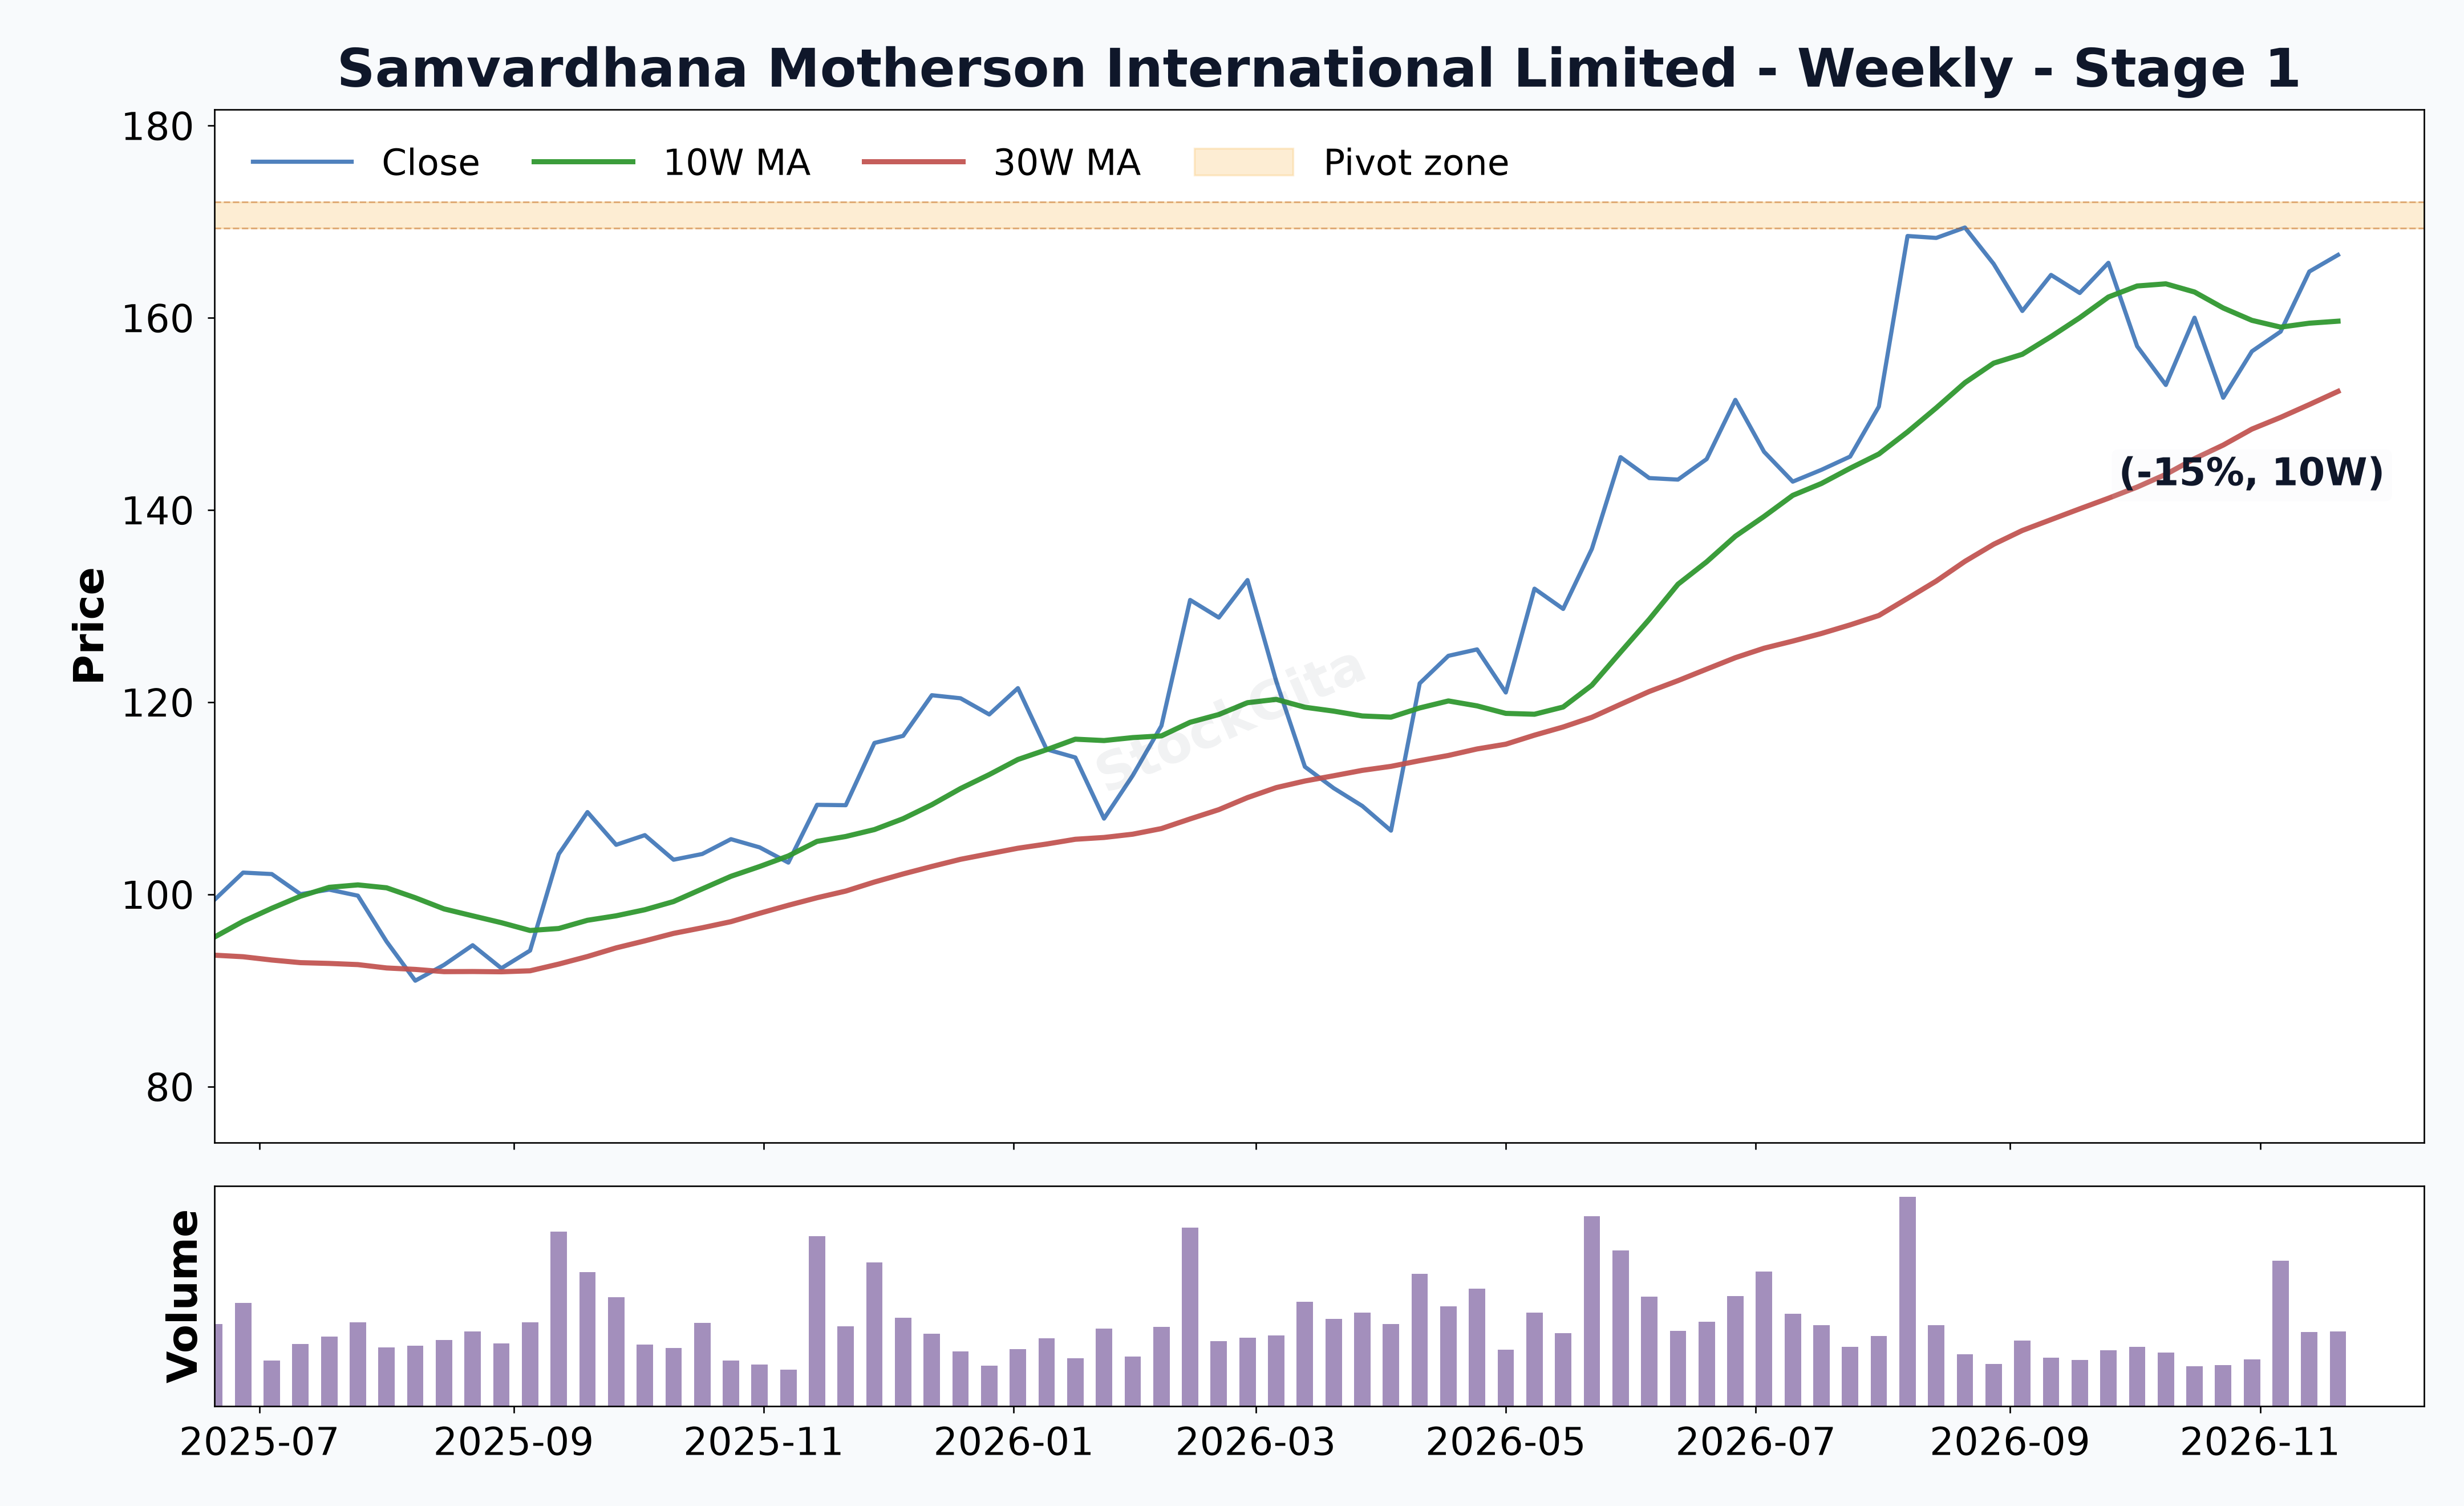 Samvardhana Motherson International Limited - Weekly - Stage 1
180
Close 10W MA 30W MA Pivot zone
160
(-15%, 10W)
140
Price
120
StockGita
100
80
Volume
2025-07 2025-09 2025-11 2026-01 2026-03 2026-05 2026-07 2026-09 2026-11